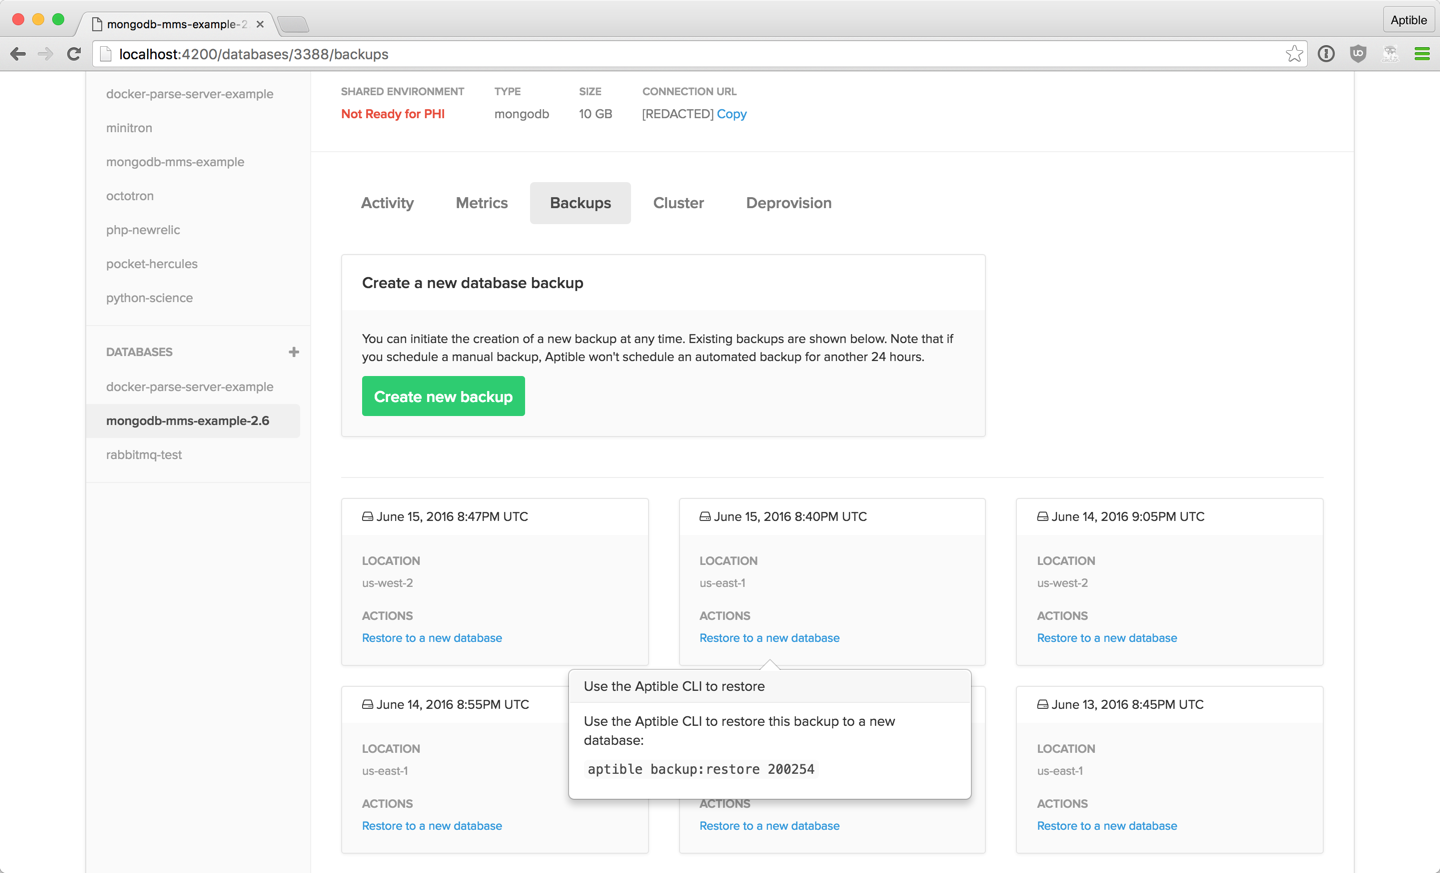 mongodb-mms-example-2
Aptible
localhost:4200/databases/3388/backups
docker-parse-server-example
minitron
mongodb-mms-example
octotron
php-newrelic
pocket-hercules
python-science
DATABASES +
docker-parse-server-example
mongodb-mms-example-2.6
rabbitmq-test
SHARED ENVIRONMENT TYPE SIZE CONNECTION URL
Not Ready for PHI mongodb 10 GB [REDACTED] Copy
Activity Metrics Backups Cluster Deprovision
Create a new database backup
You can initiate the creation of a new backup at any time. Existing backups are shown below. Note that if
you schedule a manual backup, Aptible won't schedule an automated backup for another 24 hours.
Create new backup
June 15, 2016 8:47PM UTC
LOCATION
us-west-2
ACTIONS
Restore to a new database
June 15, 2016 8:40PM UTC
LOCATION
us-east-1
ACTIONS
Restore to a new database
June 14, 2016 9:05PM UTC
LOCATION
us-west-2
ACTIONS
Restore to a new database
June 14, 2016 8:55PM UTC
LOCATION
us-east-1
ACTIONS
Restore to a new database
Use the Aptible CLI to restore
Use the Aptible CLI to restore this backup to a new
database:
aptible backup:restore 200254
ACTIONS
Restore to a new database
June 13, 2016 8:45PM UTC
LOCATION
us-east-1
ACTIONS
Restore to a new database